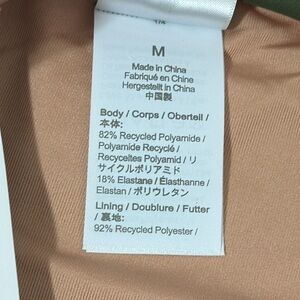 1/4
M
Made in China
Fabriqué en Chine
Hergestellt in China
中国製
Body / Corps / Oberteil /
本体:
82% Recycled Polyamide /
Polyamide Recyclé /
Recyceltes Polyamid / リ
サイクルポリアミド
18% Elastane / Élasthanne /
Elastan / ポリウレタン
Lining / Doublure / Futter
/ 裏地:
92% Recycled Polyester /